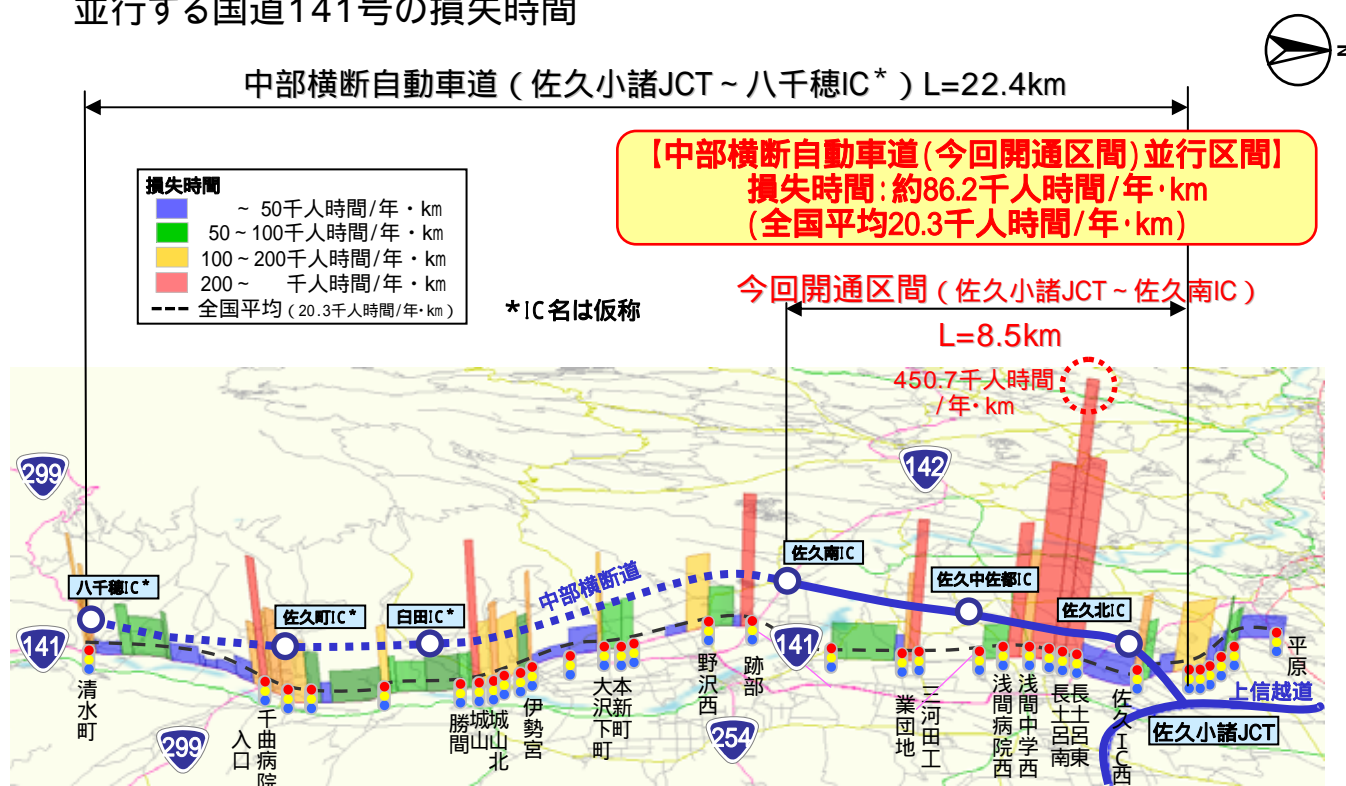 並行する国道141号の損失時間
N
中部横断自動車道（佐久小諸JCT～八千穂IC*）L=22.4km
【中部横断自動車道(今回開通区間)並行区間】
損失時間：約86.2千人時間/年・km
(全国平均20.3千人時間/年・km)
損失時間
～ 50千人時間/年・km
50～100千人時間/年・km
100～200千人時間/年・km
200～ 千人時間/年・km
全国平均（20.3千人時間/年・km）
*IC名は仮称
今回開通区間（佐久小諸JCT～佐久南IC）
L=8.5km
450.7千人時間
/年・km
299
142
八千穂IC*
佐久町IC*
臼田IC*
中部横断道
佐久南IC
佐久中佐都IC
佐久北IC
141
141
299
254
清水町
千曲病院
入口
勝間
城山
城山北
伊勢宮
大沢下町
本新町
野沢西
跡部
三河田工
業団地
浅間病院西
浅間中学西
長土呂南
長土呂東
佐久IC西
平原
上信越道
佐久小諸JCT